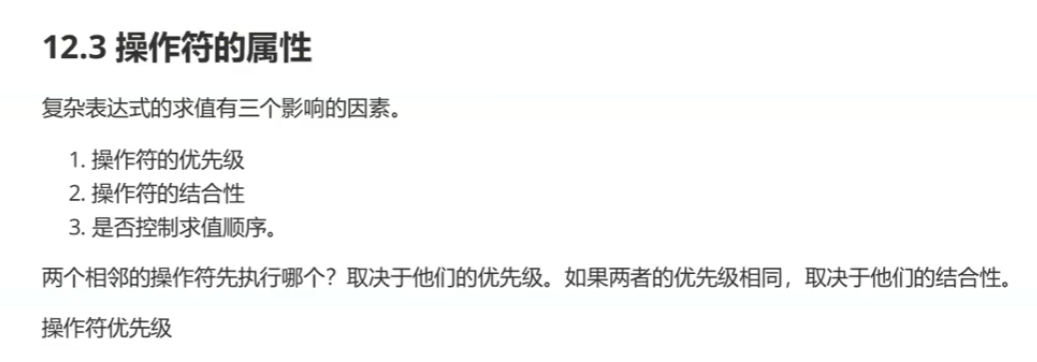 12.3 操作符的属性
复杂表达式的求值有三个影响的因素。
1. 操作符的优先级
2. 操作符的结合性
3. 是否控制求值顺序。
两个相邻的操作符先执行哪个？取决于他们的优先级。如果两者的优先级相同，取决于他们的结合性。
操作符优先级